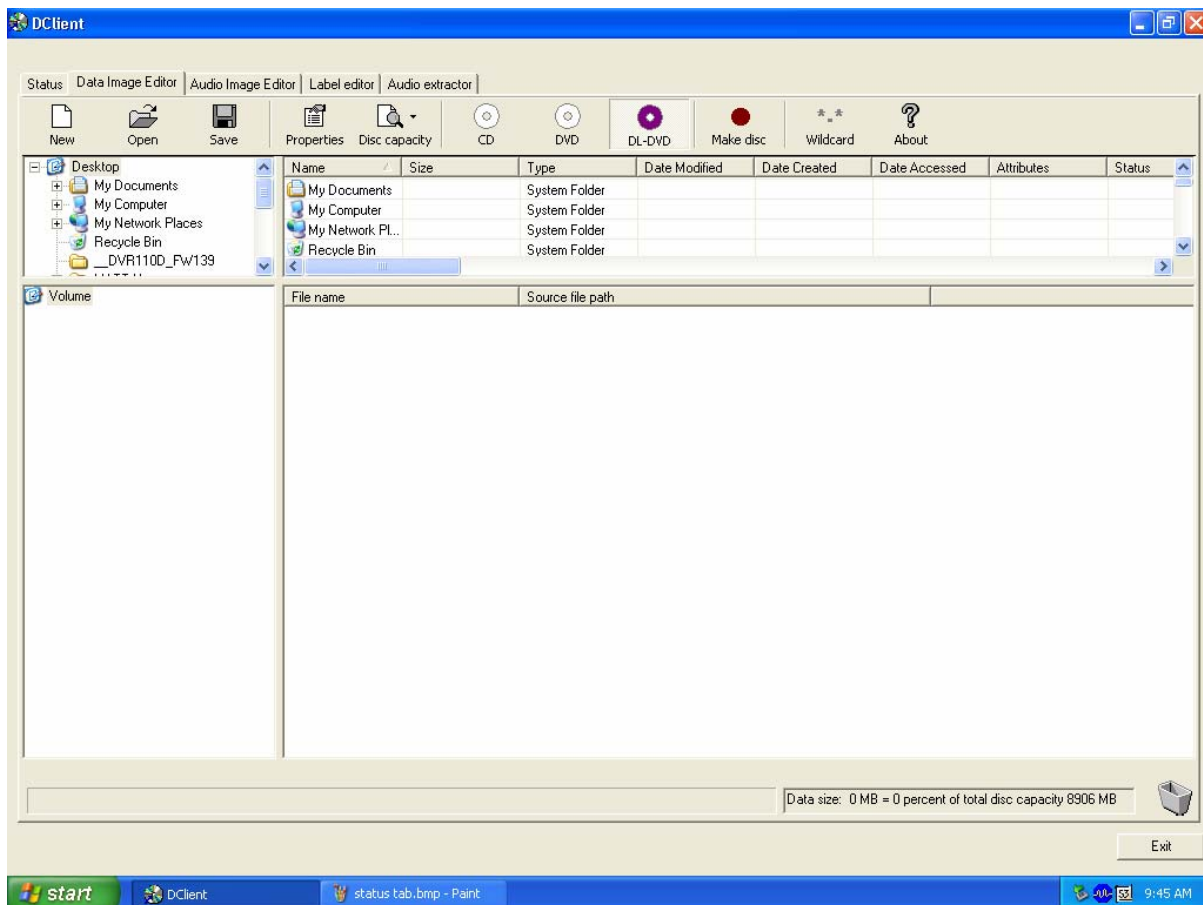 DClient
Status Data Image Editor Audio Image Editor Label editor Audio extractor
New Open Save Properties Disc capacity CD DVD DL-DVD Make disc *.* Wildcard ? About
Desktop
My Documents
My Computer
My Network Places
Recycle Bin
__DVR110D_FW139
Name Size Type Date Modified Date Created Date Accessed Attributes Status
My Documents System Folder
My Computer System Folder
My Network Pl... System Folder
Recycle Bin System Folder
Volume
File name Source file path
Data size: 0 MB = 0 percent of total disc capacity 8906 MB
Exit
start DClient status tab.bmp - Paint 9:45 AM